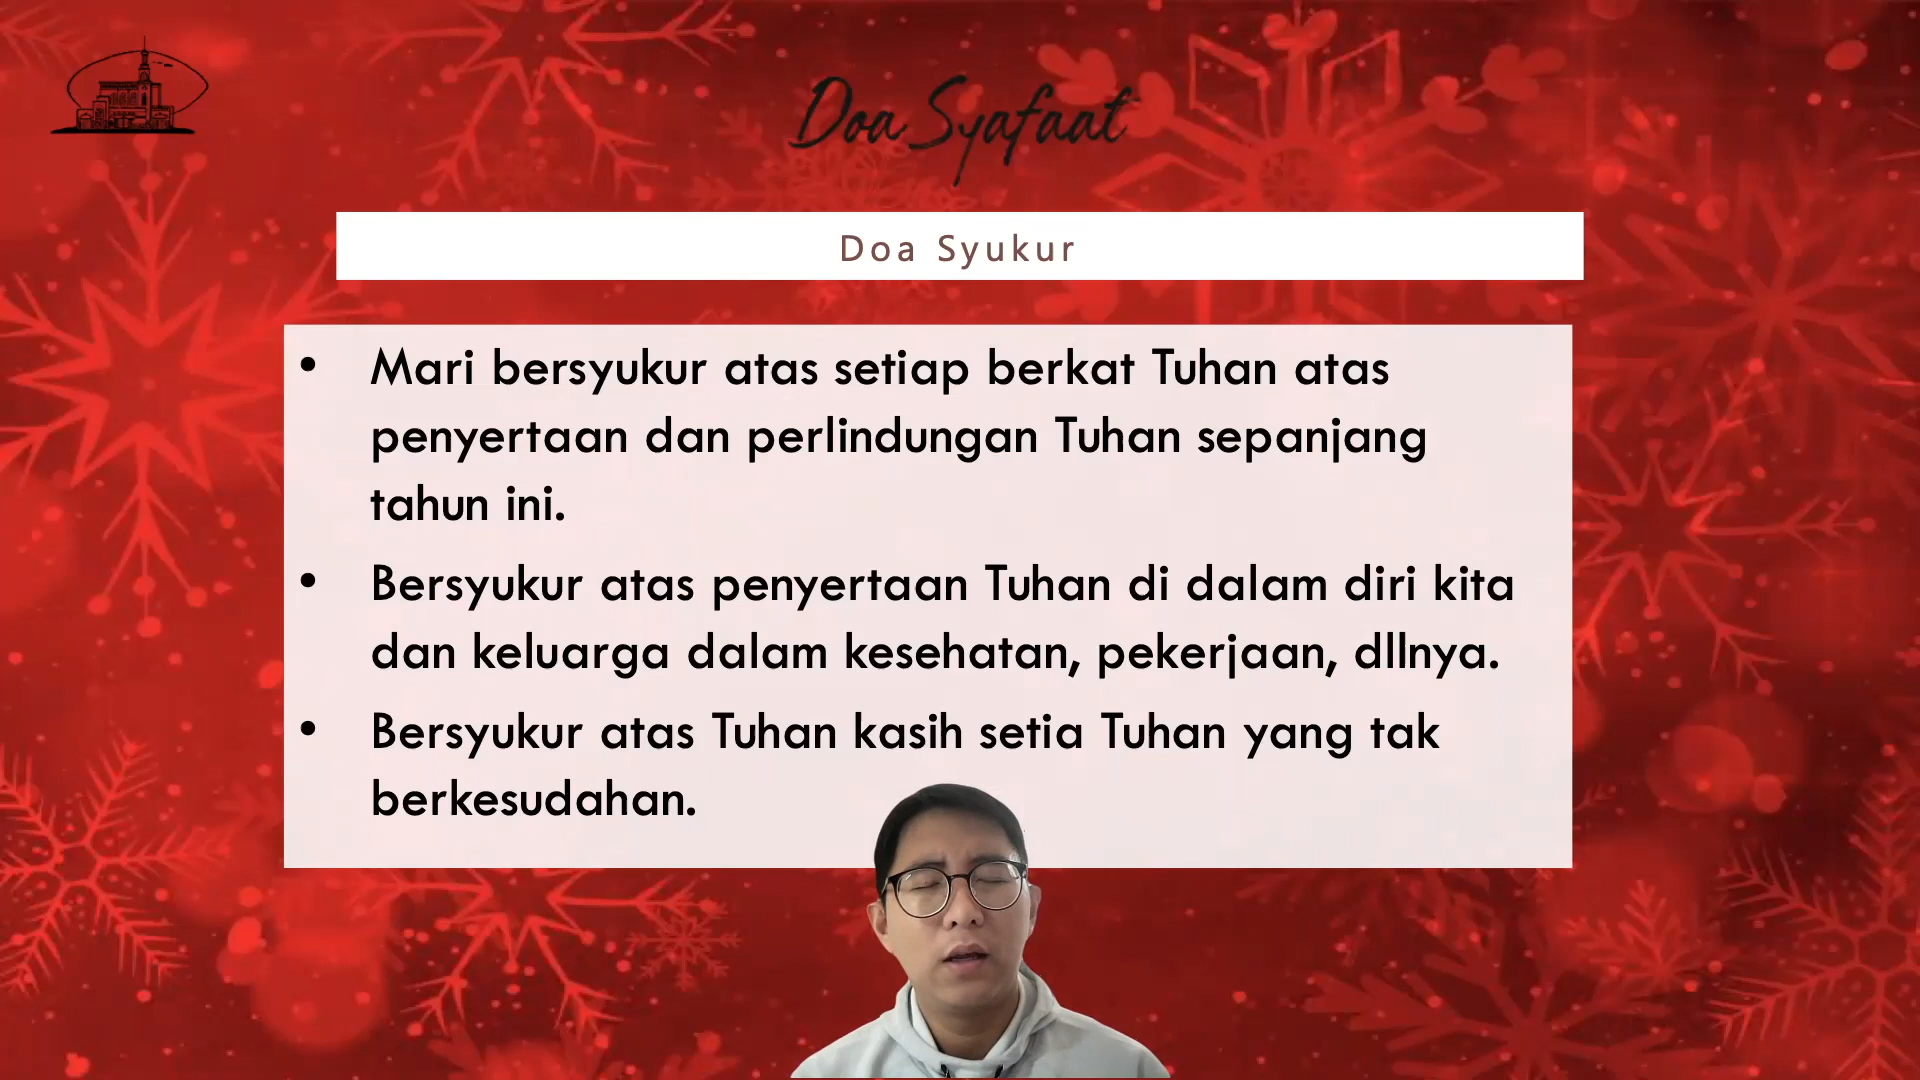 Doa Syafaat
Doa Syukur
• Mari bersyukur atas setiap berkat Tuhan atas
penyertaan dan perlindungan Tuhan sepanjang
tahun ini.
• Bersyukur atas penyertaan Tuhan di dalam diri kita
dan keluarga dalam kesehatan, pekerjaan, dllnya.
• Bersyukur atas Tuhan kasih setia Tuhan yang tak
berkesudahan.